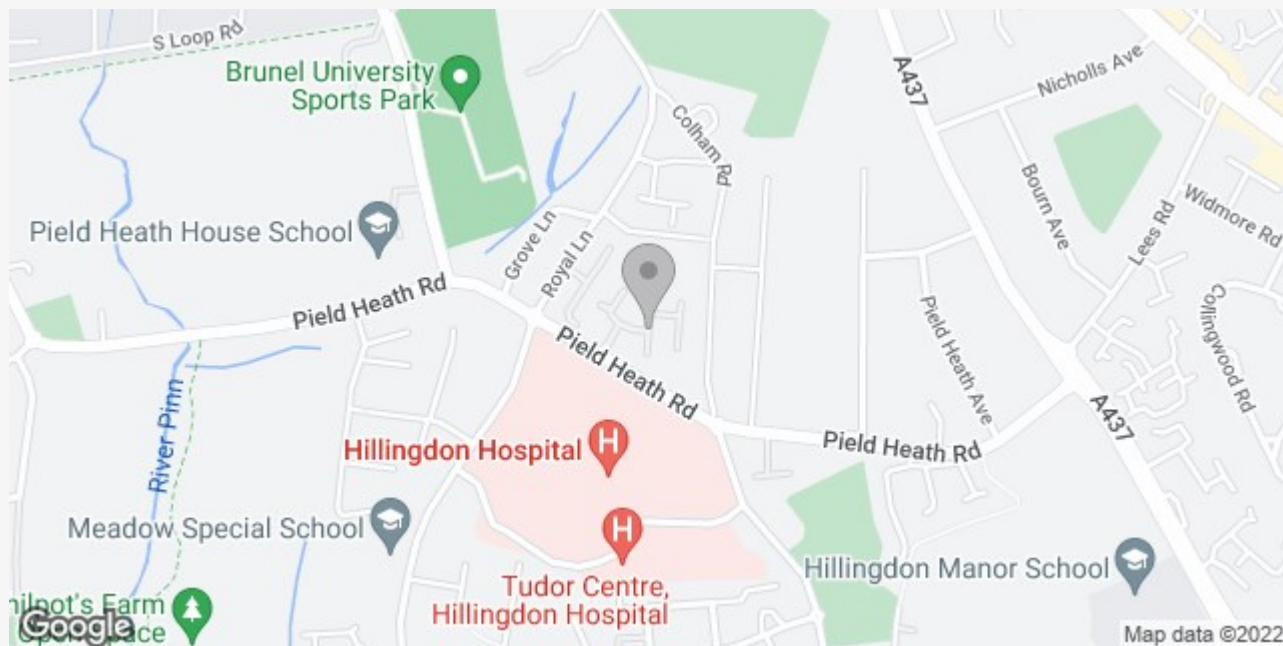 S Loop Rd
Brunel University
Sports Park
A437
Nicholls Ave
Colham Rd
Bourn Ave
Lees Rd
Widmore Rd
Pield Heath House School
Grove Ln
Royal Ln
Pield Heath Rd
Collingwood Rd
Pield Heath Ave
Pield Heath Rd
River Pinn
Hillingdon Hospital
H
Pield Heath Rd
A437
Meadow Special School
H
Hillingdon Manor School
Tudor Centre,
Hillingdon Hospital
Farm
Google
Map data ©2022